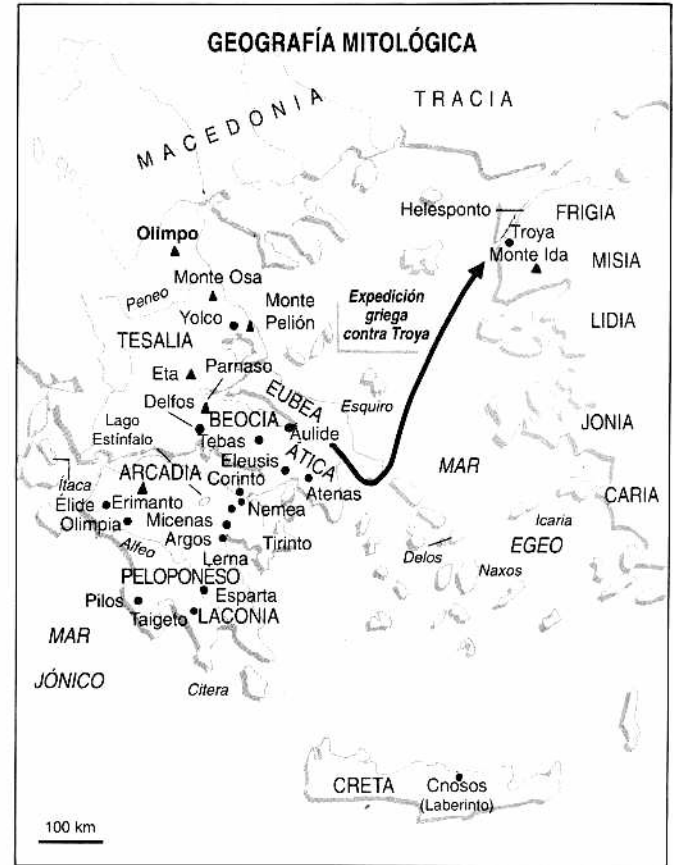 GEOGRAFÍA MITOLÓGICA
TRACIA
MACEDONIA
Helesponto
FRIGIA
Olimpo
Troya
Monte Ida
MISIA
Monte Osa
Peneo
Monte
Pelión
Expedición
griega
contra Troya
Yolco
LIDIA
TESALIA
Parnaso
Eta
EUBEA
Esquiro
Delfos
BEOCIA
JONIA
Lago
Estínfalo
Tebas
Áulide
Eleusis
ÁTICA
MAR
ARCADIA
Corinto
Atenas
CARIA
Ítaca
Élide
Erimanto
Nemea
Icaria
Olimpia
Micenas
EGEO
Alfeo
Argos
Tirinto
Delos
Lerna
Naxos
PELOPONESO
Esparta
Pilos
Taigeto
LACONIA
MAR
JÓNICO
Citera
CRETA
Cnosos
(Laberinto)
100 km